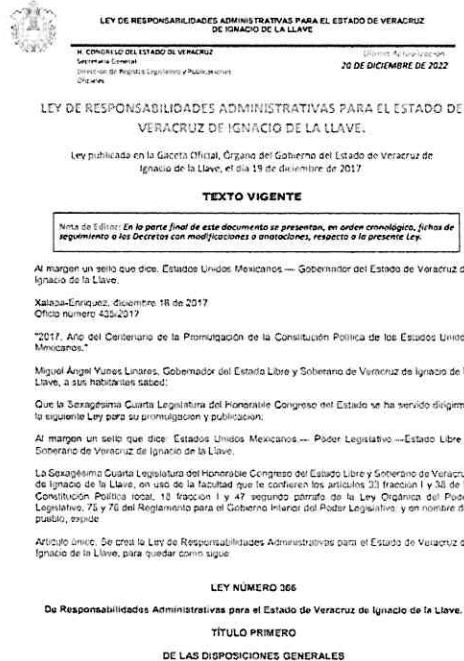 LEY DE RESPONSABILIDADES ADMINISTRATIVAS PARA EL ESTADO DE VERACRUZ
DE IGNACIO DE LA LLAVE
H. CONGRESO DEL ESTADO DE VERACRUZ
Secretaría General
Dirección de Registro Legislativo y Publicaciones
Oficiales
Última Actualización
20 DE DICIEMBRE DE 2022
LEY DE RESPONSABILIDADES ADMINISTRATIVAS PARA EL ESTADO DE
VERACRUZ DE IGNACIO DE LA LLAVE.
Ley publicada en la Gaceta Oficial, Órgano del Gobierno del Estado de Veracruz de
Ignacio de la Llave, el día 19 de diciembre de 2017
TEXTO VIGENTE
Nota de Editor: En la parte final de este documento se presentan, en orden cronológico, fichas de
seguimiento a los Decretos con modificaciones o anotaciones, respecto a la presente Ley.
Al margen un sello que dice. Estados Unidos Mexicanos.— Gobernador del Estado de Veracruz d
Ignacio de la Llave.
Xalapa-Enríquez, diciembre 18 de 2017
Oficio número 435/2017
"2017, Año del Centenario de la Promulgación de la Constitución Política de los Estados Unido
Mexicanos."
Miguel Ángel Yunes Linares, Gobernador del Estado Libre y Soberano de Veracruz de Ignacio de l
Llave, a sus habitantes sabed:
Que la Sexagésima Cuarta Legislatura del Honorable Congreso del Estado se ha servido dirigirm
la siguiente Ley para su promulgación y publicación:
Al margen un sello que dice: Estados Unidos Mexicanos.— Poder Legislativo.—Estado Libre
Soberano de Veracruz de Ignacio de la Llave.
La Sexagésima Cuarta Legislatura del Honorable Congreso del Estado Libre y Soberano de Veracru
de Ignacio de la Llave, en uso de la facultad que le confieren los artículos 33 fracción I y 38 de l
Constitución Política local, 18 fracción I y 47 segundo párrafo de la Ley Orgánica del Pode
Legislativo, 75 y 76 del Reglamento para el Gobierno Interior del Poder Legislativo, y en nombre d
pueblo, expide
Artículo único. Se crea la Ley de Responsabilidades Administrativas para el Estado de Veracruz d
Ignacio de la Llave, para quedar como sigue
LEY NÚMERO 366
De Responsabilidades Administrativas para el Estado de Veracruz de Ignacio de la Llave.
TÍTULO PRIMERO
DE LAS DISPOSICIONES GENERALES